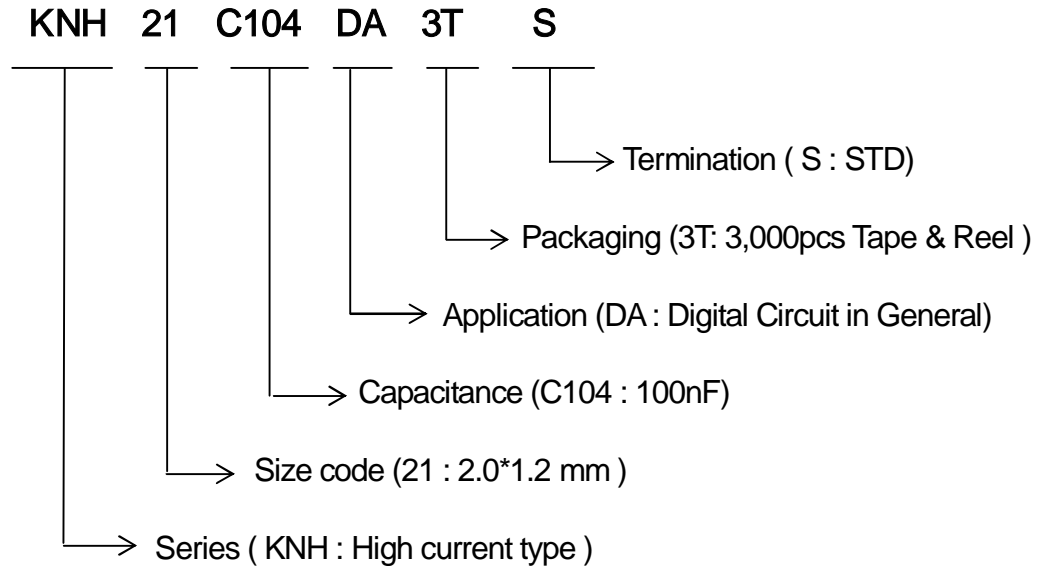 KNH 21 C104 DA 3T S
Termination ( S : STD)
Packaging (3T: 3,000pcs Tape & Reel )
Application (DA : Digital Circuit in General)
Capacitance (C104 : 100nF)
Size code (21 : 2.0*1.2 mm )
Series ( KNH : High current type )